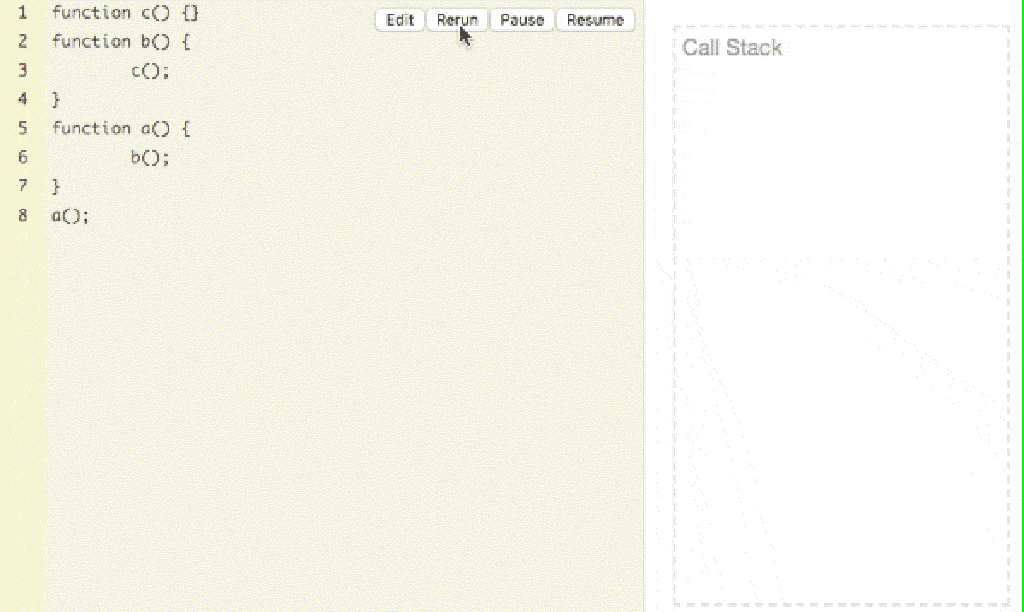 1 function c() {}
2 function b() {
3 c();
4 }
5 function a() {
6 b();
7 }
8 a();
Edit Rerun Pause Resume
Call Stack